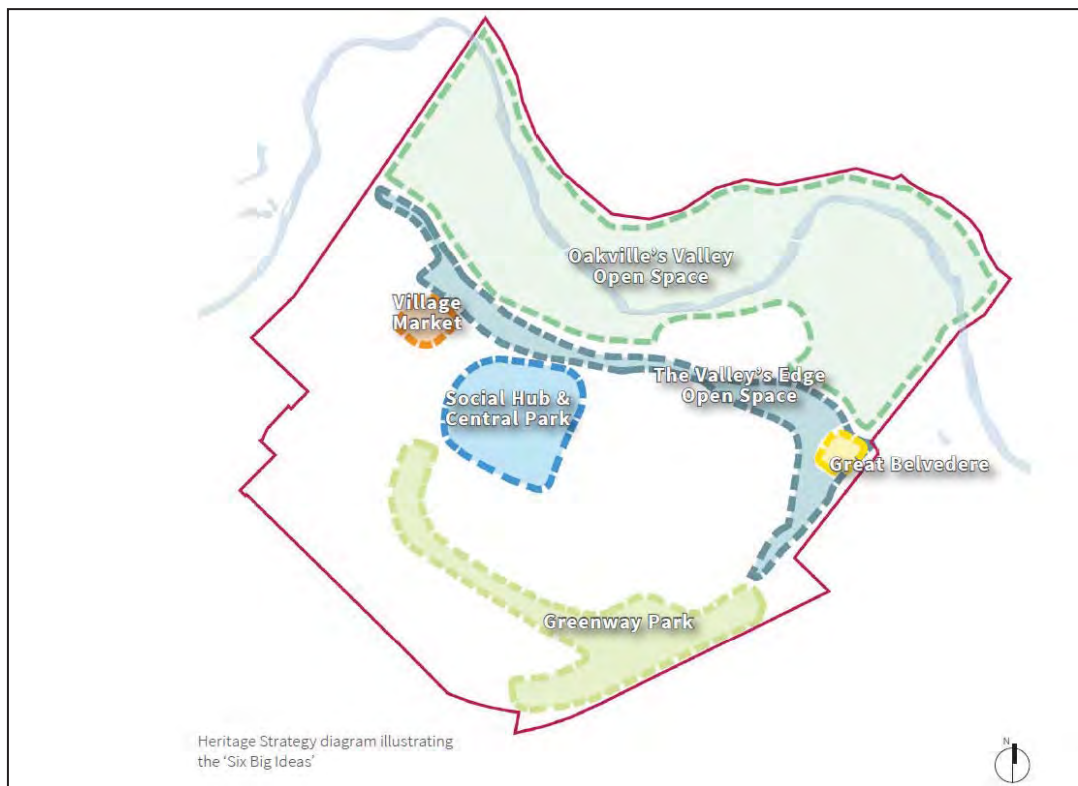 Oakville's Valley
Open Space
Village
Market
The Valley's Edge
Open Space
Social Hub &
Central Park
Great Belvedere
Greenway Park
Heritage Strategy diagram illustrating
the 'Six Big Ideas'
N